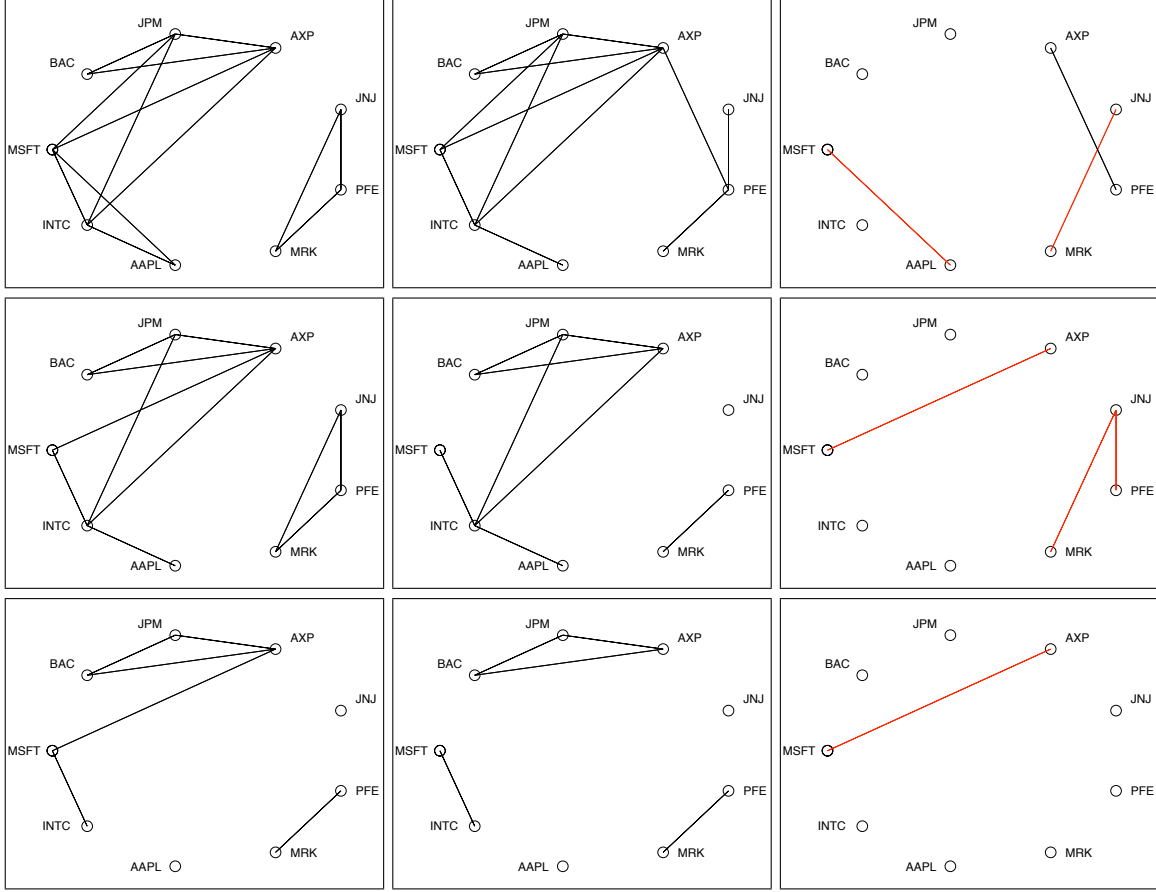 JPM
AXP
BAC
JNJ
MSFT
PFE
INTC
MRK
AAPL
JPM
AXP
BAC
JNJ
MSFT
PFE
INTC
MRK
AAPL
JPM
AXP
BAC
JNJ
MSFT
PFE
INTC
MRK
AAPL
JPM
AXP
BAC
JNJ
MSFT
PFE
INTC
MRK
AAPL
JPM
AXP
BAC
JNJ
MSFT
PFE
INTC
MRK
AAPL
JPM
AXP
BAC
JNJ
MSFT
PFE
INTC
MRK
AAPL
JPM
AXP
BAC
JNJ
MSFT
PFE
INTC
MRK
AAPL
JPM
AXP
BAC
JNJ
MSFT
PFE
INTC
MRK
AAPL
JPM
AXP
BAC
JNJ
MSFT
PFE
INTC
MRK
AAPL